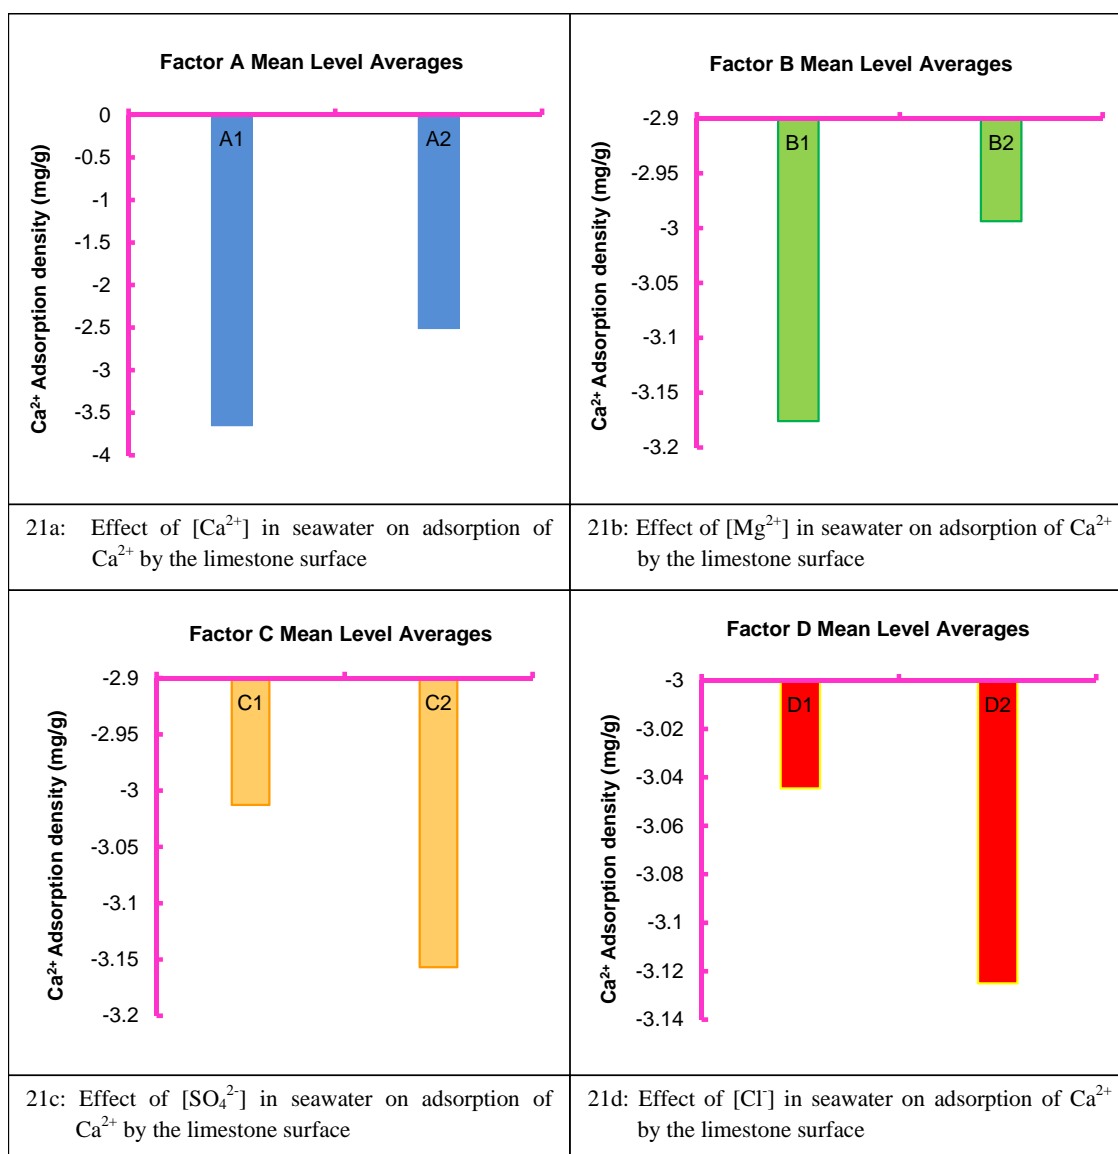 Factor A Mean Level Averages
Ca²⁺ Adsorption density (mg/g)
0
-0.5
-1
-1.5
-2
-2.5
-3
-3.5
-4
A1
A2
21a: Effect of [Ca²⁺] in seawater on adsorption of
Ca²⁺ by the limestone surface
Factor B Mean Level Averages
Ca²⁺ Adsorption density (mg/g)
-2.9
-2.95
-3
-3.05
-3.1
-3.15
-3.2
B1
B2
21b: Effect of [Mg²⁺] in seawater on adsorption of Ca²⁺
by the limestone surface
Factor C Mean Level Averages
Ca²⁺ Adsorption density (mg/g)
-2.9
-2.95
-3
-3.05
-3.1
-3.15
-3.2
C1
C2
21c: Effect of [SO₄²⁻] in seawater on adsorption of
Ca²⁺ by the limestone surface
Factor D Mean Level Averages
Ca²⁺ Adsorption density (mg/g)
-3
-3.02
-3.04
-3.06
-3.08
-3.1
-3.12
-3.14
D1
D2
21d: Effect of [Cl⁻] in seawater on adsorption of Ca²⁺
by the limestone surface